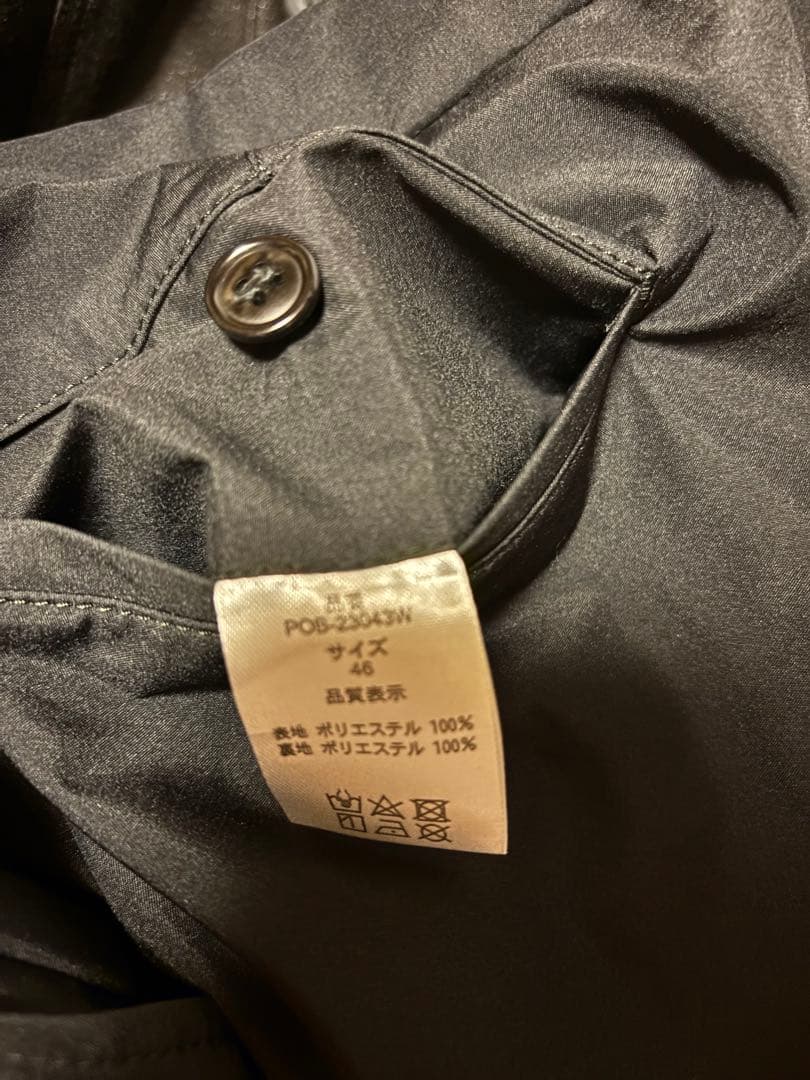 品番
POB-23043W
サイズ
46
品質表示
表地 ポリエステル 100%
裏地 ポリエステル 100%